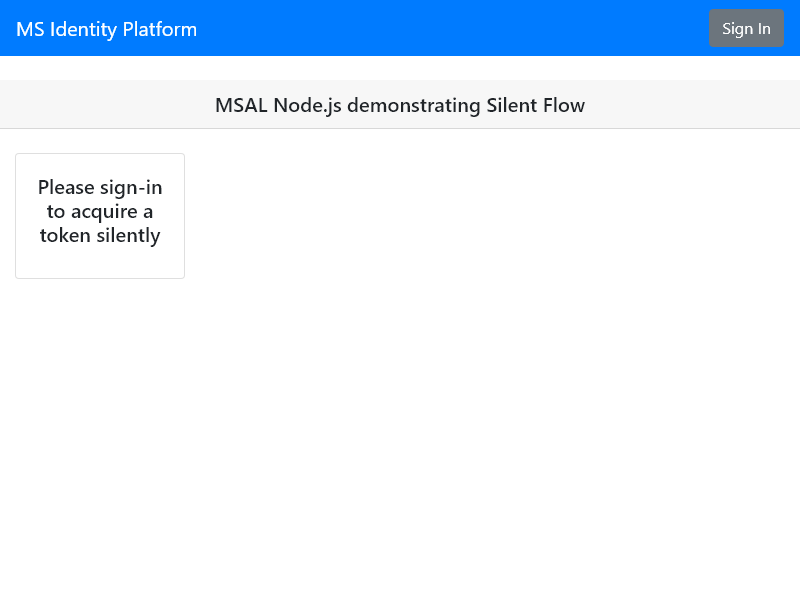 MS Identity Platform
Sign In
MSAL Node.js demonstrating Silent Flow
Please sign-in
to acquire a
token silently